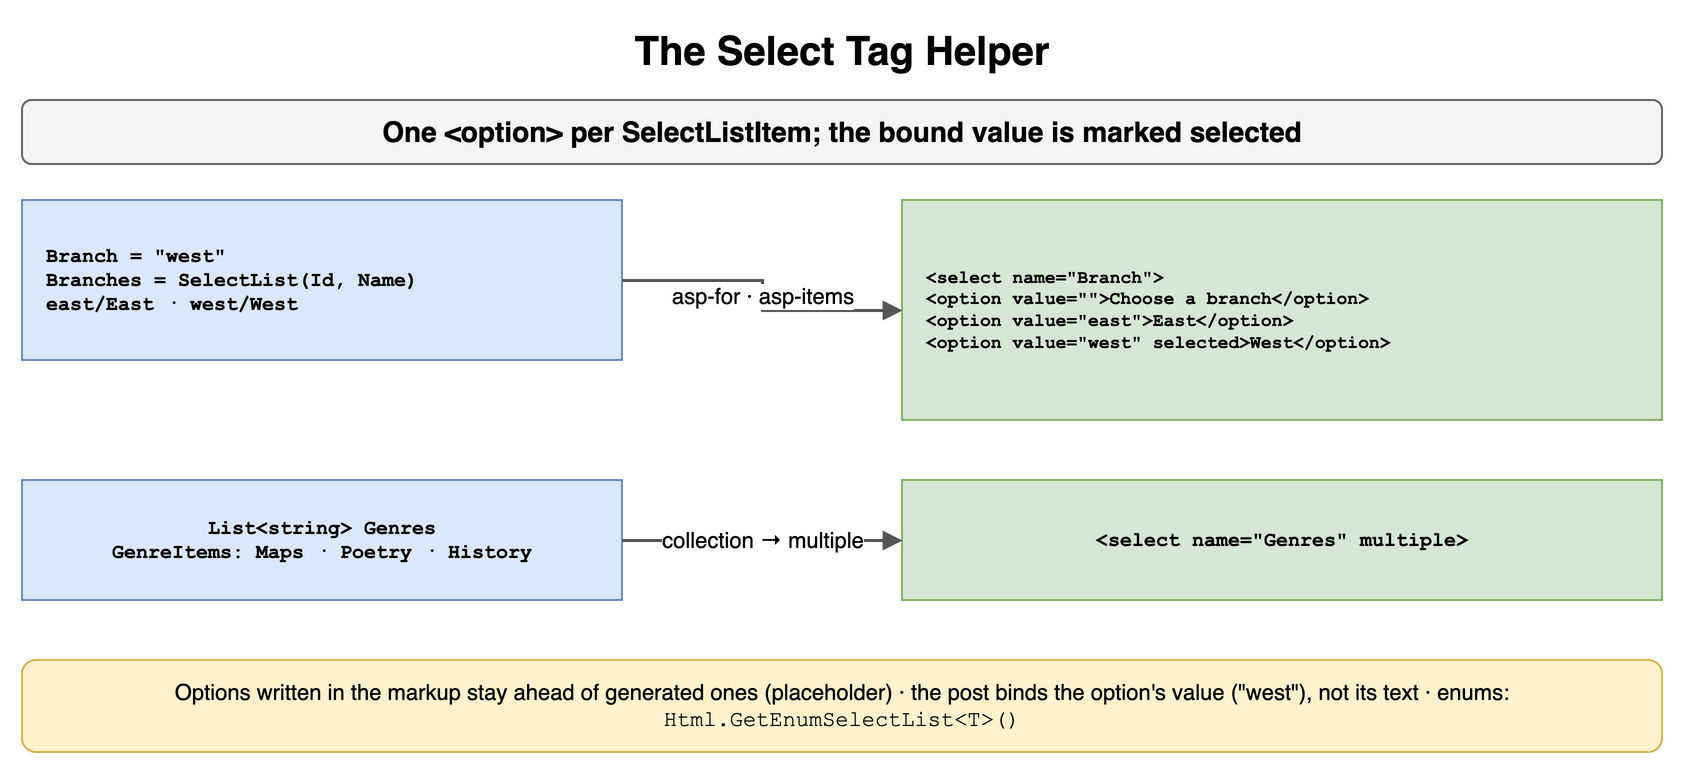 The Select Tag Helper
One <option> per SelectListItem; the bound value is marked selected
Branch = "west"
Branches = SelectList(Id, Name)
east/East · west/West
asp-for · asp-items
<select name="Branch">
<option value="">Choose a branch</option>
<option value="east">East</option>
<option value="west" selected>West</option>
List<string> Genres
GenreItems: Maps · Poetry · History
collection → multiple
<select name="Genres" multiple>
Options written in the markup stay ahead of generated ones (placeholder) · the post binds the option's value ("west"), not its text · enums:
Html.GetEnumSelectList<T>()